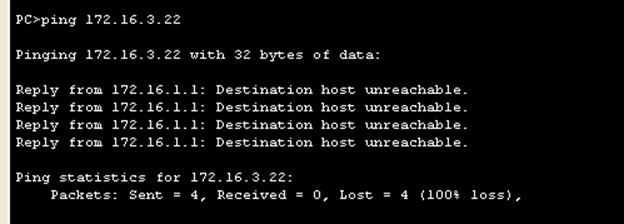 PC>ping 172.16.3.22
Pinging 172.16.3.22 with 32 bytes of data:
Reply from 172.16.1.1: Destination host unreachable.
Reply from 172.16.1.1: Destination host unreachable.
Reply from 172.16.1.1: Destination host unreachable.
Reply from 172.16.1.1: Destination host unreachable.
Ping statistics for 172.16.3.22:
Packets: Sent = 4, Received = 0, Lost = 4 (100% loss),